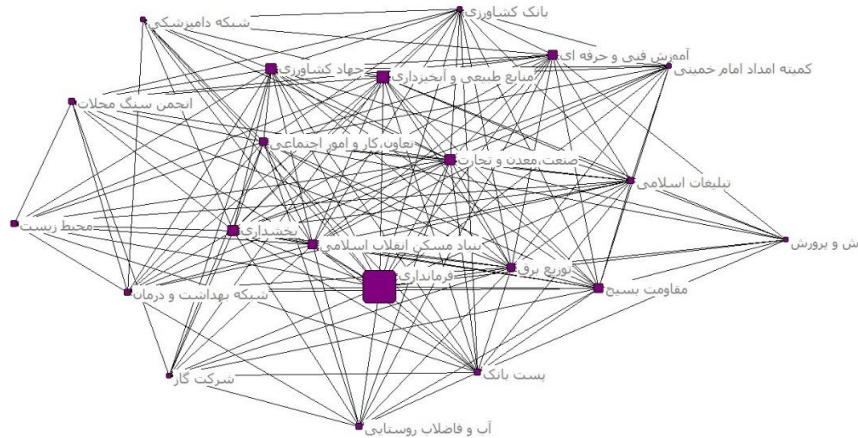 بانک کشاورزی
شبکه دامپزشکی
آموزش فنی و حرفه ای
کمیته امداد امام خمینی
جهاد کشاورزی
منابع طبیعی و آبخیزداری
انجمن سنگ محلات
تعاون،کار و امور اجتماعی
صنعت،معدن و تجارت
تبلیغات اسلامی
محیط زیست
بخشداری
بنیاد مسکن انقلاب اسلامی
ش و پرورش
توزیع برق
فرمانداری
مقاومت بسیج
شبکه بهداشت و درمان
شرکت گاز
پست بانک
آب و فاضلاب روستایی